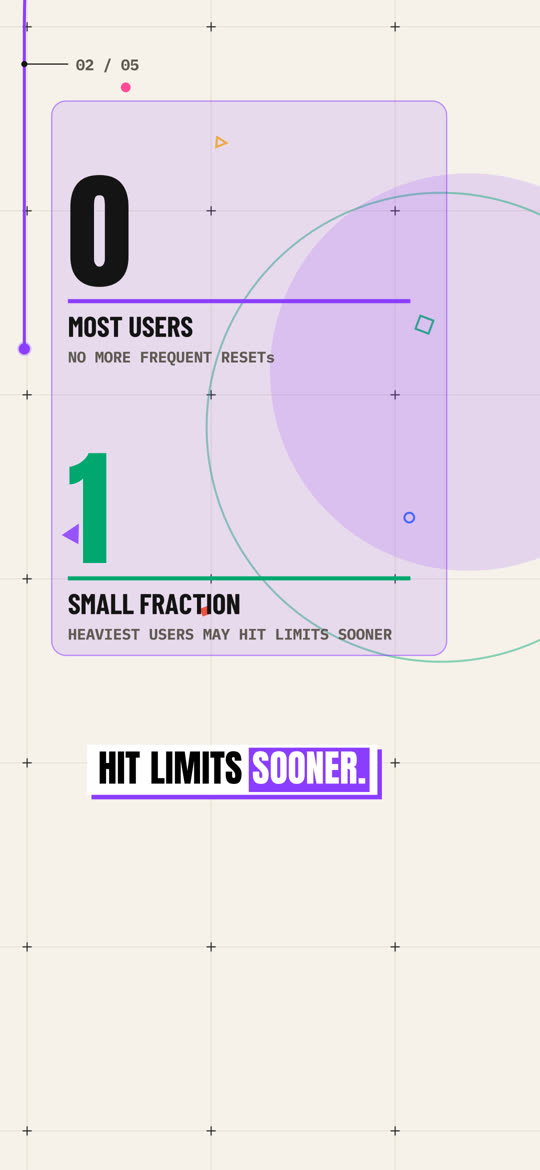 02 / 05
0
MOST USERS
NO MORE FREQUENT RESETs
1
SMALL FRACTION
HEAVIEST USERS MAY HIT LIMITS SOONER
HIT LIMITS SOONER.